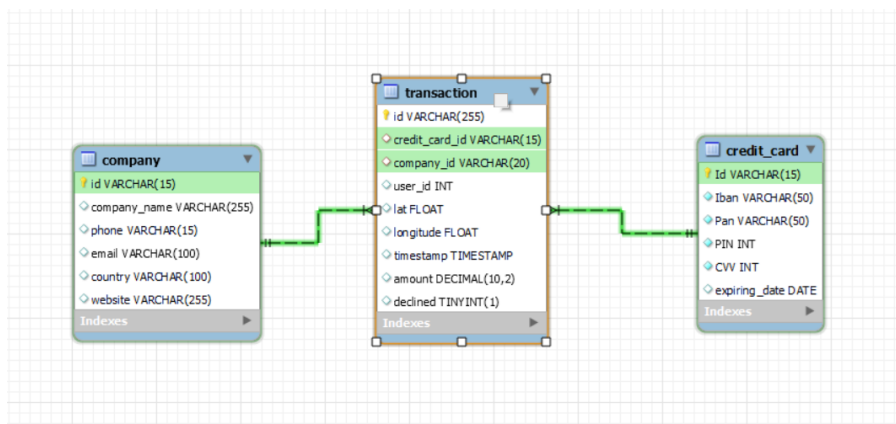 company
id VARCHAR(15)
company_name VARCHAR(255)
phone VARCHAR(15)
email VARCHAR(100)
country VARCHAR(100)
website VARCHAR(255)
Indexes
transaction
id VARCHAR(255)
credit_card_id VARCHAR(15)
company_id VARCHAR(20)
user_id INT
lat FLOAT
longitude FLOAT
timestamp TIMESTAMP
amount DECIMAL(10,2)
declined TINYINT(1)
Indexes
credit_card
Id VARCHAR(15)
Iban VARCHAR(50)
Pan VARCHAR(50)
PIN INT
CVV INT
expiring_date DATE
Indexes